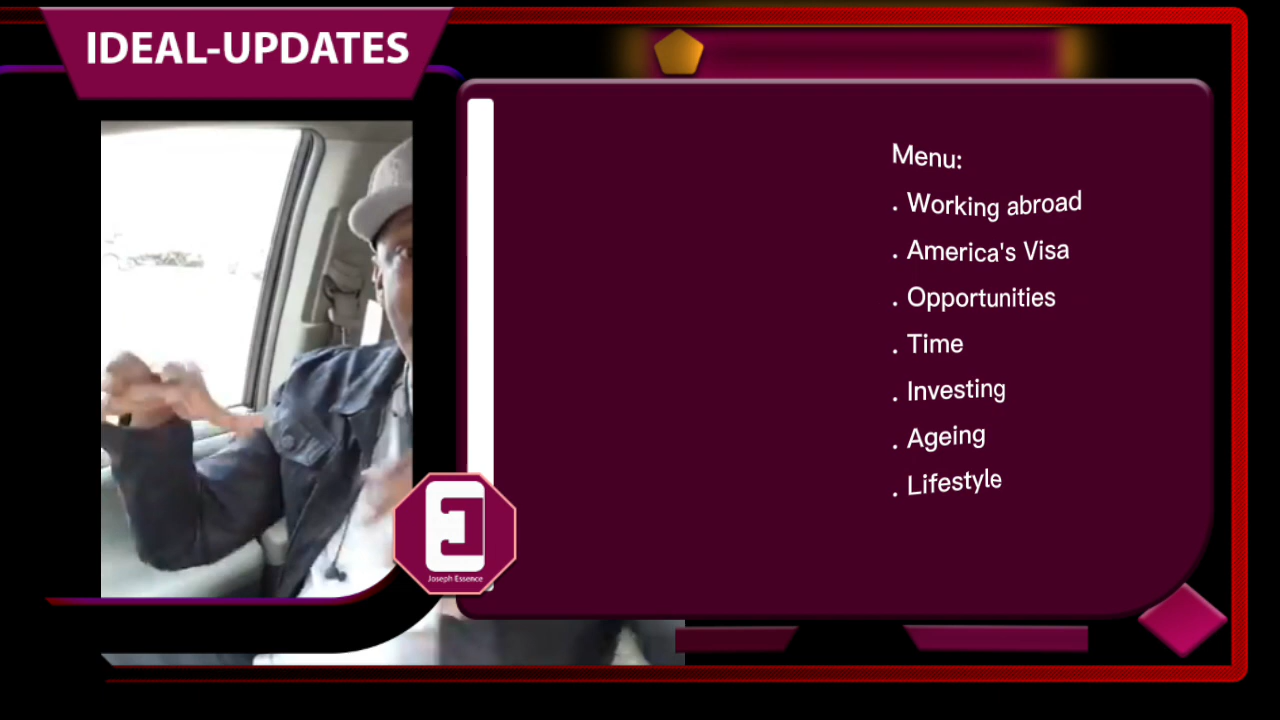 IDEAL-UPDATES
Menu:
. Working abroad
. America's Visa
. Opportunities
. Time
. Investing
. Ageing
. Lifestyle
Joseph Essence